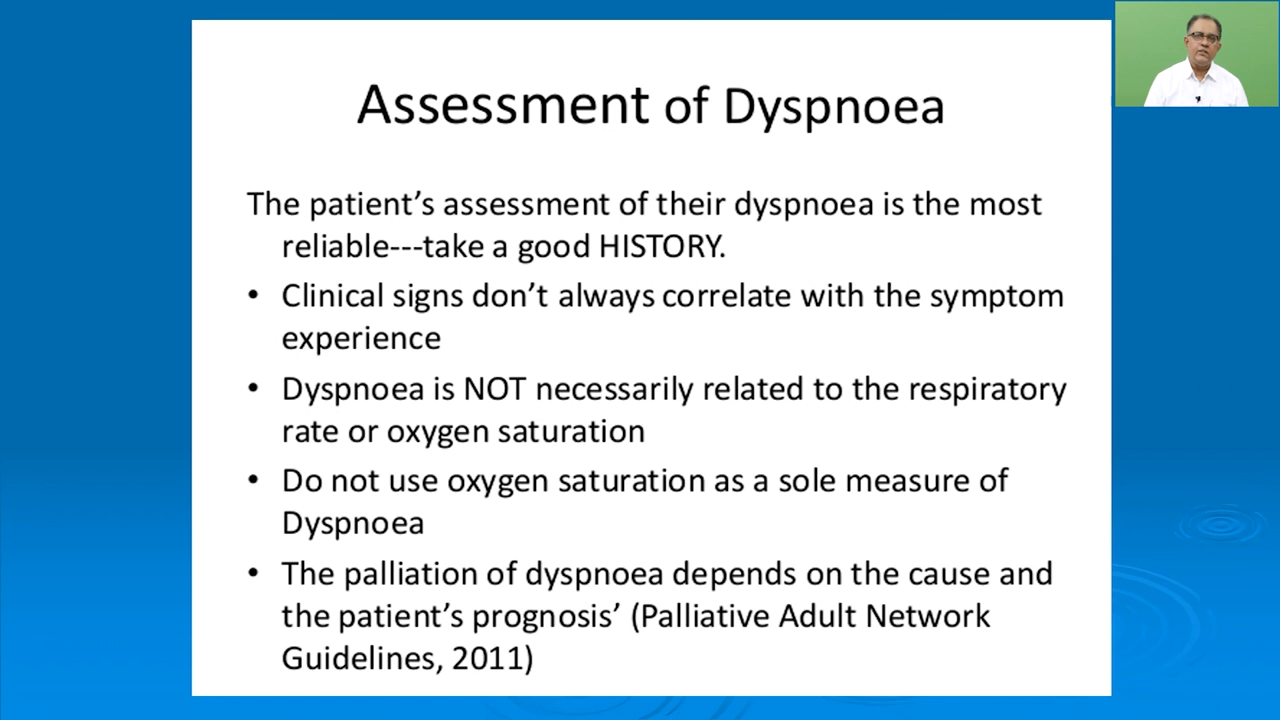 Assessment of Dyspnoea
The patient’s assessment of their dyspnoea is the most
reliable---take a good HISTORY.
• Clinical signs don’t always correlate with the symptom
experience
• Dyspnoea is NOT necessarily related to the respiratory
rate or oxygen saturation
• Do not use oxygen saturation as a sole measure of
Dyspnoea
• The palliation of dyspnoea depends on the cause and
the patient’s prognosis’ (Palliative Adult Network
Guidelines, 2011)